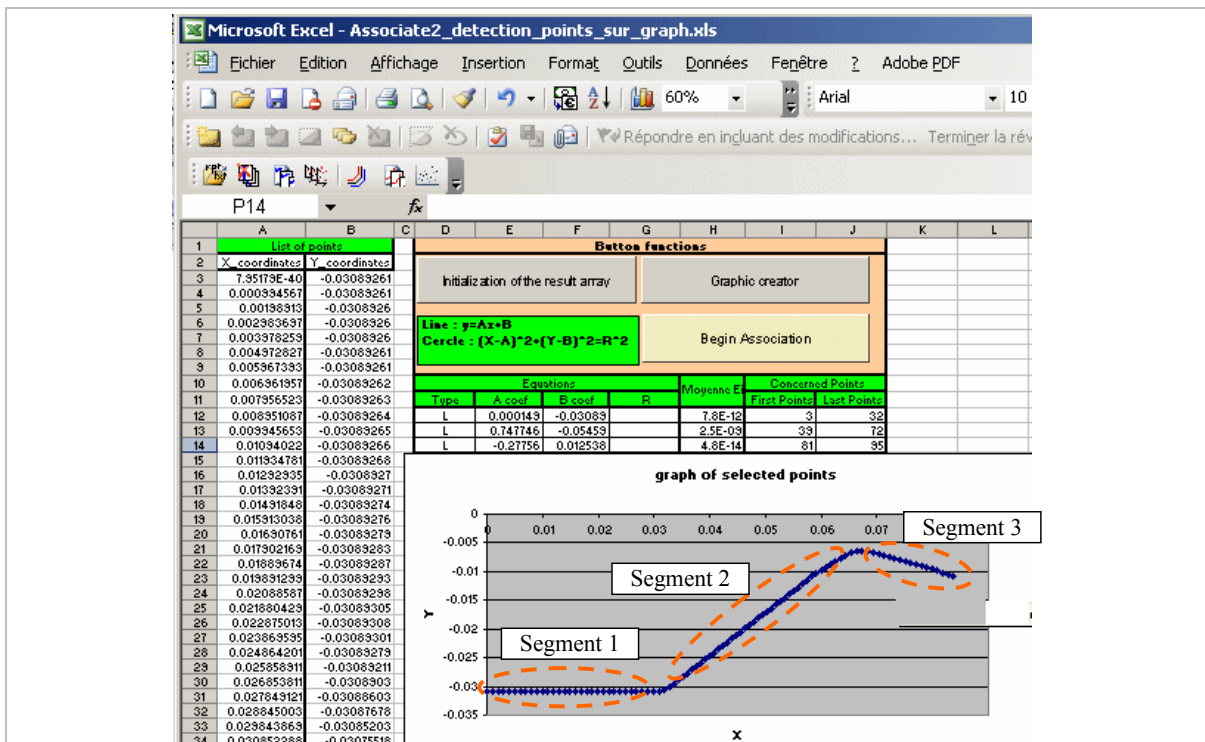 Microsoft Excel - Associate2_detection_points_sur_graph.xls
Fichier Edition Affichage Insertion Format Outils Données Fenêtre ? Adobe PDF
60% Arial 10
Répondre en incluant des modifications... Terminer la rév
P14 fx
A B C D E F G H I J K L
1 List of points Button functions
2 X_coordinates Y_coordinates
3 7.95179E-40 -0.03089261
Initialization of the result array Graphic creator
4 0.000994567 -0.03089261
5 0.00198913 -0.0308926
6 0.002983697 -0.0308926 Line : y=Ax+B
7 0.003978259 -0.0308926 Cercle : (X-A)^2+(Y-B)^2=R^2 Begin Association
8 0.004972827 -0.03089261
9 0.005967393 -0.03089261
10 0.006961957 -0.03089262 Equations Moyenne Ei Concerned Points
11 0.007956523 -0.03089263 Type A coef B coef R First Points Last Points
12 0.008951087 -0.03089264 L 0.000149 -0.03089 7.8E-12 3 32
13 0.009945653 -0.03089265 L 0.747746 -0.05459 2.5E-09 39 72
14 0.01094022 -0.03089266 L -0.27756 0.012538 4.8E-14 81 95
15 0.011934781 -0.03089268
16 0.01292935 -0.0308927
17 0.01392391 -0.03089271
18 0.01491848 -0.03089274
19 0.015913038 -0.03089276
20 0.01690761 -0.03089279
21 0.017902169 -0.03089283
22 0.01889674 -0.03089287
23 0.019891299 -0.03089293
24 0.02088587 -0.03089298
25 0.021880429 -0.03089305
26 0.022875013 -0.03089308
27 0.023869595 -0.03089301
28 0.024864201 -0.03089279
29 0.025858911 -0.03089211
30 0.026853811 -0.0308903
31 0.027849121 -0.03088603
32 0.028845003 -0.03087678
33 0.029843869 -0.03085203
34 0.030852288 -0.03075518
graph of selected points
0
0 0.01 0.02 0.03 0.04 0.05 0.06 0.07
Segment 3
-0.005
-0.01
Segment 2
-0.015
Y
-0.02
Segment 1
-0.025
-0.03
-0.035
X